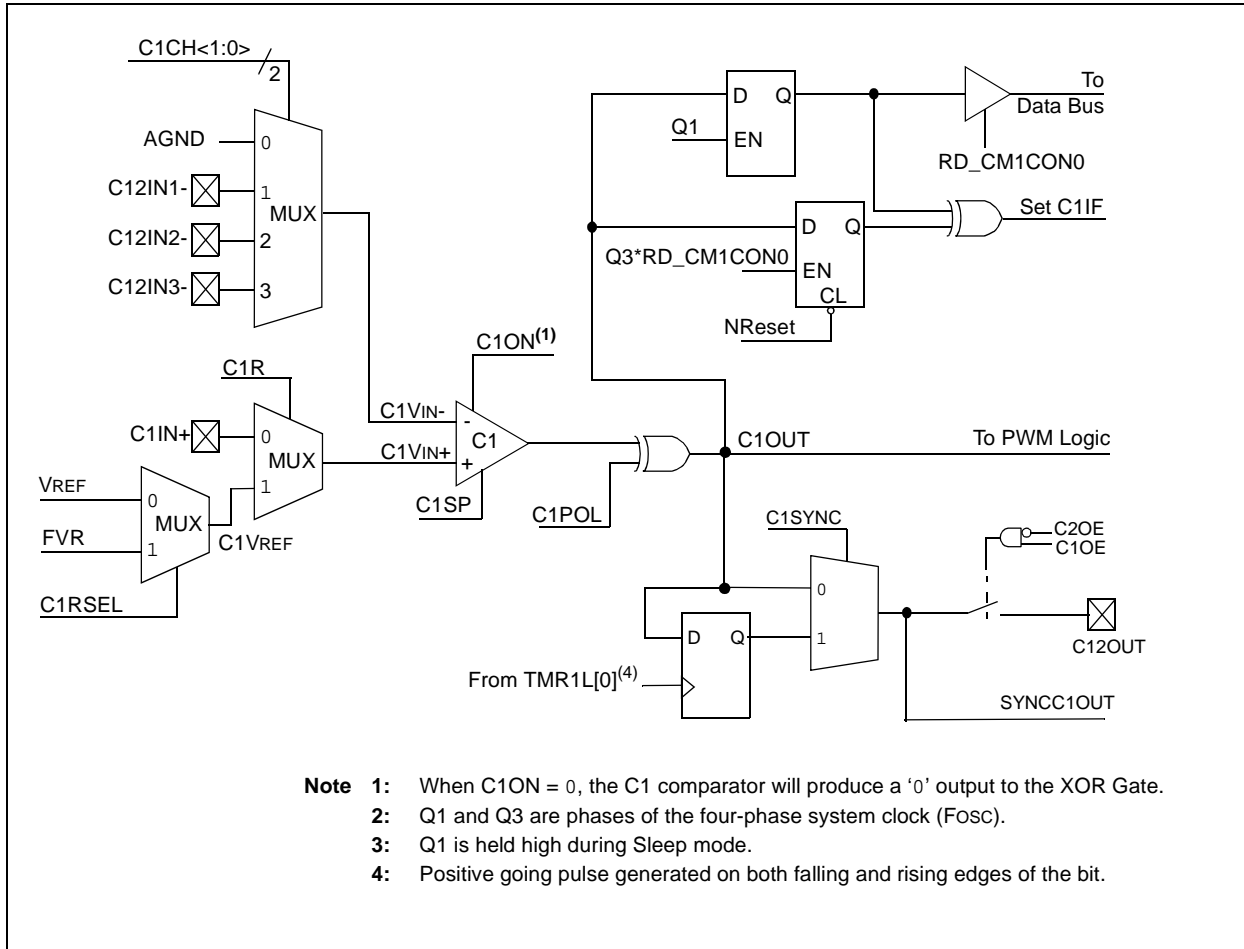 C1CH<1:0>
2
AGND
0
C12IN1-
1
MUX
C12IN2-
2
C12IN3-
3
D Q
Q1
EN
To
Data Bus
RD_CM1CON0
D Q
Q3*RD_CM1CON0
EN
CL
NReset
Set C1IF
C1ON(1)
C1R
C1IN+
0
MUX
1
VREF
0
MUX
FVR
1
C1VREF
C1RSEL
C1VIN-
-
C1
C1VIN+
+
C1SP
C1POL
C1OUT
To PWM Logic
C1SYNC
0
1
D Q
From TMR1L[0](4)
C2OE
C1OE
C12OUT
SYNCC1OUT
Note 1: When C1ON = 0, the C1 comparator will produce a ‘0’ output to the XOR Gate.
2: Q1 and Q3 are phases of the four-phase system clock (FOSC).
3: Q1 is held high during Sleep mode.
4: Positive going pulse generated on both falling and rising edges of the bit.